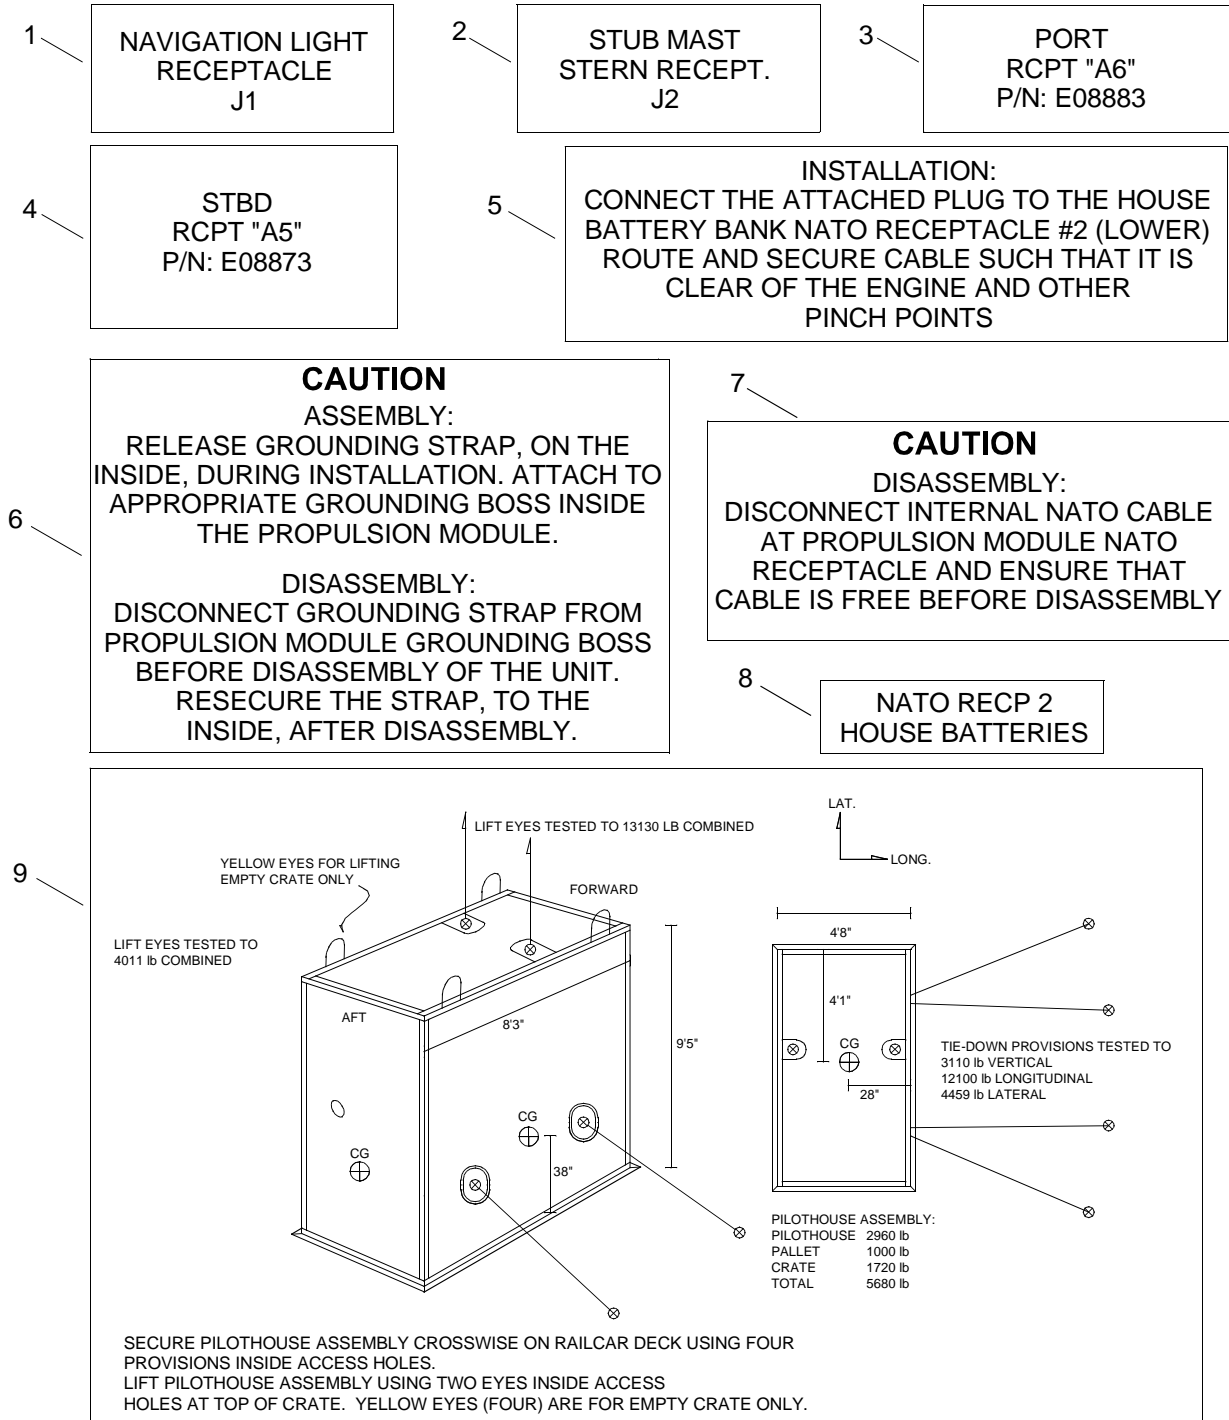 1
NAVIGATION LIGHT
RECEPTACLE
J1
2
STUB MAST
STERN RECEPT.
J2
3
PORT
RCPT "A6"
P/N: E08883
4
STBD
RCPT "A5"
P/N: E08873
5
INSTALLATION:
CONNECT THE ATTACHED PLUG TO THE HOUSE
BATTERY BANK NATO RECEPTACLE #2 (LOWER)
ROUTE AND SECURE CABLE SUCH THAT IT IS
CLEAR OF THE ENGINE AND OTHER
PINCH POINTS
6
CAUTION
ASSEMBLY:
RELEASE GROUNDING STRAP, ON THE
INSIDE, DURING INSTALLATION. ATTACH TO
APPROPRIATE GROUNDING BOSS INSIDE
THE PROPULSION MODULE.
DISASSEMBLY:
DISCONNECT GROUNDING STRAP FROM
PROPULSION MODULE GROUNDING BOSS
BEFORE DISASSEMBLY OF THE UNIT.
RESECURE THE STRAP, TO THE
INSIDE, AFTER DISASSEMBLY.
7
CAUTION
DISASSEMBLY:
DISCONNECT INTERNAL NATO CABLE
AT PROPULSION MODULE NATO
RECEPTACLE AND ENSURE THAT
CABLE IS FREE BEFORE DISASSEMBLY
8
NATO RECP 2
HOUSE BATTERIES
9
LIFT EYES TESTED TO 13130 LB COMBINED
YELLOW EYES FOR LIFTING
EMPTY CRATE ONLY
FORWARD
LIFT EYES TESTED TO
4011 lb COMBINED
AFT
8'3"
9'5"
CG
CG
38"
LAT.
LONG.
4'8"
4'1"
CG
28"
TIE-DOWN PROVISIONS TESTED TO
3110 lb VERTICAL
12100 lb LONGITUDINAL
4459 lb LATERAL
PILOTHOUSE ASSEMBLY:
PILOTHOUSE 2960 lb
PALLET 1000 lb
CRATE 1720 lb
TOTAL 5680 lb
SECURE PILOTHOUSE ASSEMBLY CROSSWISE ON RAILCAR DECK USING FOUR
PROVISIONS INSIDE ACCESS HOLES.
LIFT PILOTHOUSE ASSEMBLY USING TWO EYES INSIDE ACCESS
HOLES AT TOP OF CRATE. YELLOW EYES (FOUR) ARE FOR EMPTY CRATE ONLY.